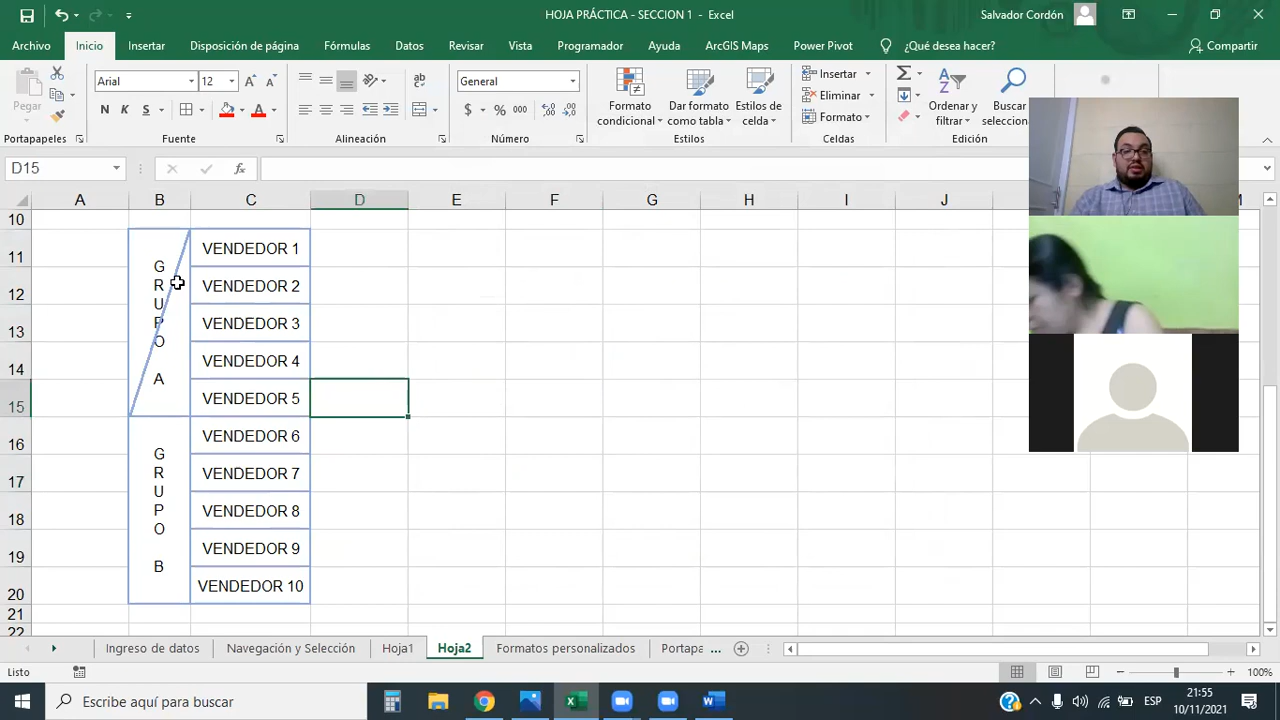 HOJA PRÁCTICA - SECCION 1 - Excel
Salvador Cordón
Archivo Inicio Insertar Disposición de página Fórmulas Datos Revisar Vista Programador Ayuda ArcGIS Maps Power Pivot ¿Qué desea hacer? Compartir
Pegar
Arial 12
N K S
General
$ % 000
Formato condicional
Dar formato como tabla
Estilos de celda
Insertar
Eliminar
Formato
Ordenar y filtrar
Buscar
selecciona
Portapapeles Fuente Alineación Número Estilos Celdas Edición
D15 fx
A B C D E F G H I J M
10
11 VENDEDOR 1
12 VENDEDOR 2
13 VENDEDOR 3
14 VENDEDOR 4
15 VENDEDOR 5
GRUPO A
16 VENDEDOR 6
17 VENDEDOR 7
18 VENDEDOR 8
19 VENDEDOR 9
20 VENDEDOR 10
GRUPO B
21
22
Ingreso de datos Navegación y Selección Hoja1 Hoja2 Formatos personalizados Portapa ...
Listo 100%
Escribe aquí para buscar
ESP
21:55
10/11/2021